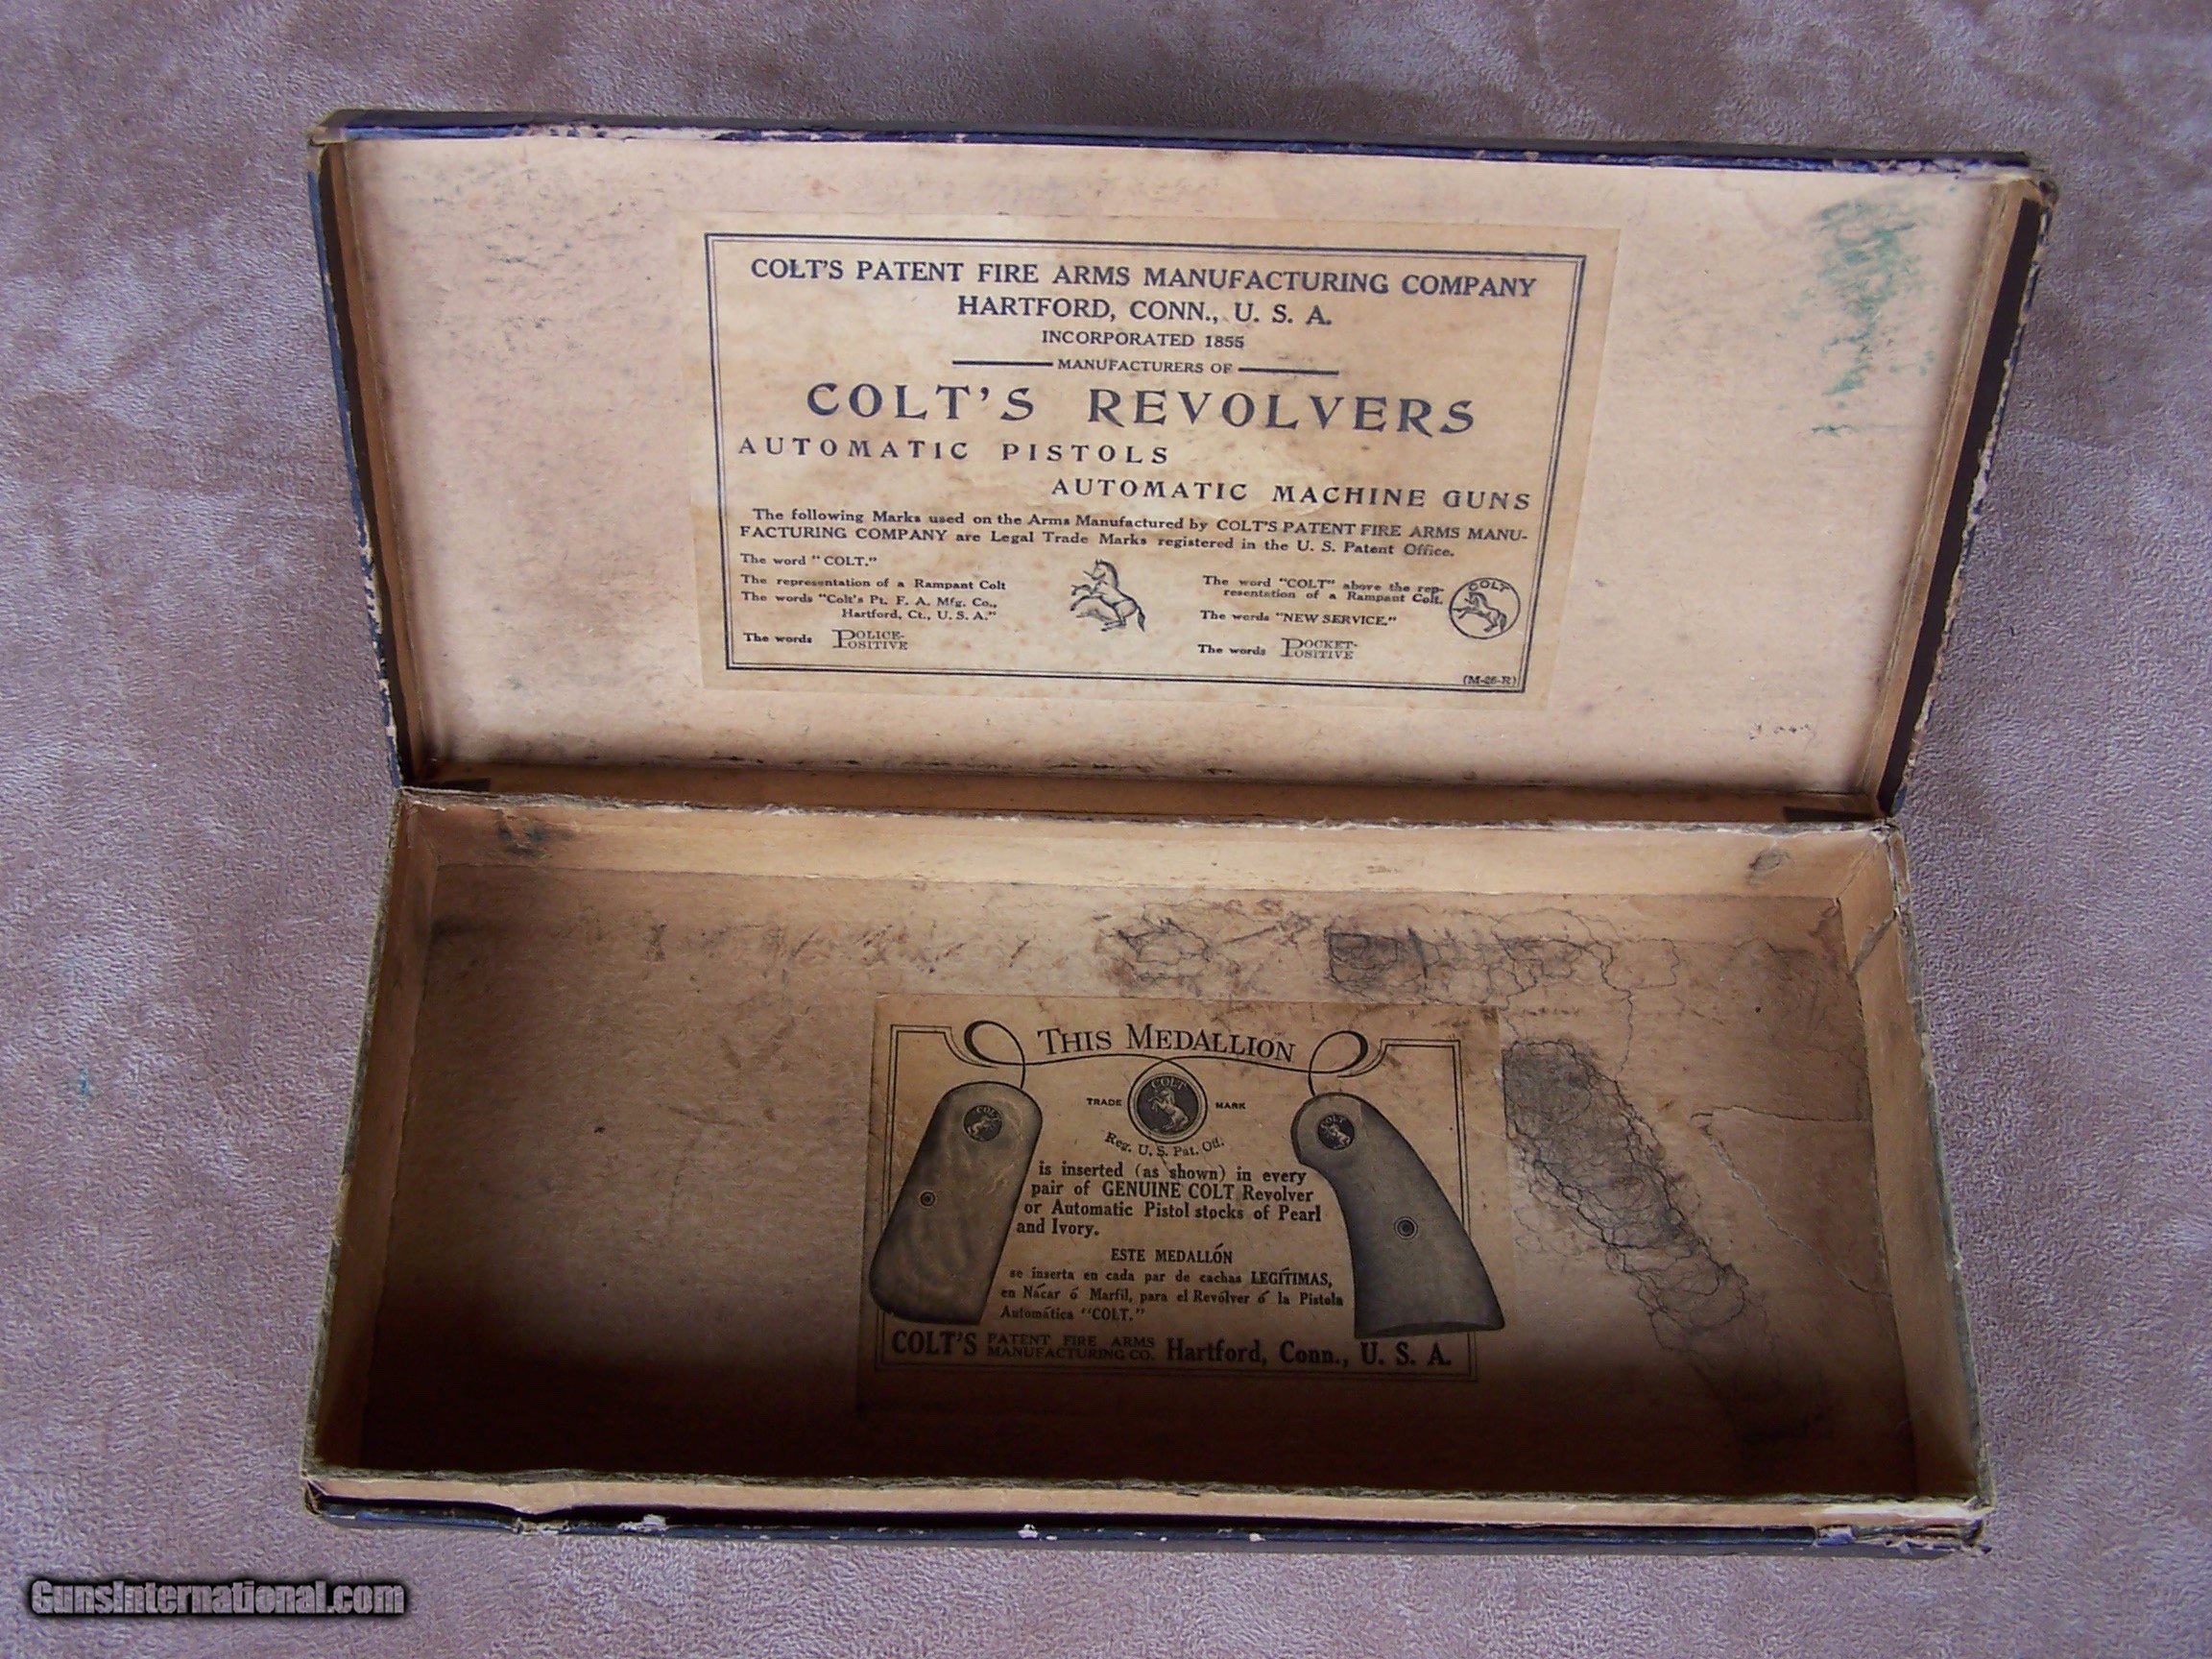 COLT'S PATENT FIRE ARMS MANUFACTURING COMPANY
HARTFORD, CONN., U. S. A.
INCORPORATED 1855
MANUFACTURERS OF
COLT'S REVOLVERS
AUTOMATIC PISTOLS
AUTOMATIC MACHINE GUNS
The following Marks used on the Arms Manufactured by COLT'S PATENT FIRE ARMS MANU-
FACTURING COMPANY are Legal Trade Marks registered in the U. S. Patent Office.
The word "COLT."
The representation of a Rampant Colt
The words "Colt's Pt. F. A. Mfg. Co.,
Hartford, Ct., U. S. A."
The words POLICE-
POSITIVE
The word "COLT" above the rep-
resentation of a Rampant Colt.
COLT
The words "NEW SERVICE."
The words POCKET-
POSITIVE
(M-26-R)
THIS MEDALLION
COLT
TRADE MARK
Reg. U. S. Pat. Off.
COLT
COLT
is inserted (as shown) in every
pair of GENUINE COLT Revolver
or Automatic Pistol stocks of Pearl
and Ivory.
ESTE MEDALLÓN
se inserta en cada par de cachas LEGÍTIMAS,
en Nácar ó Marfil, para el Revólver ó la Pistola
Automática "COLT."
COLT'S PATENT FIRE ARMS
MANUFACTURING CO. Hartford, Conn., U. S. A.
GunsInternational.com